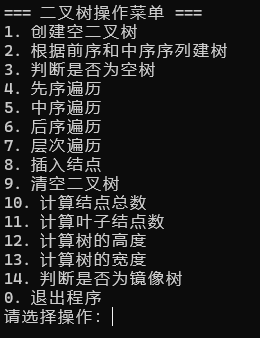 === 二叉树操作菜单 ===
1. 创建空二叉树
2. 根据前序和中序序列建树
3. 判断是否为空树
4. 先序遍历
5. 中序遍历
6. 后序遍历
7. 层次遍历
8. 插入结点
9. 清空二叉树
10. 计算结点总数
11. 计算叶子结点数
12. 计算树的高度
13. 计算树的宽度
14. 判断是否为镜像树
0. 退出程序
请选择操作: